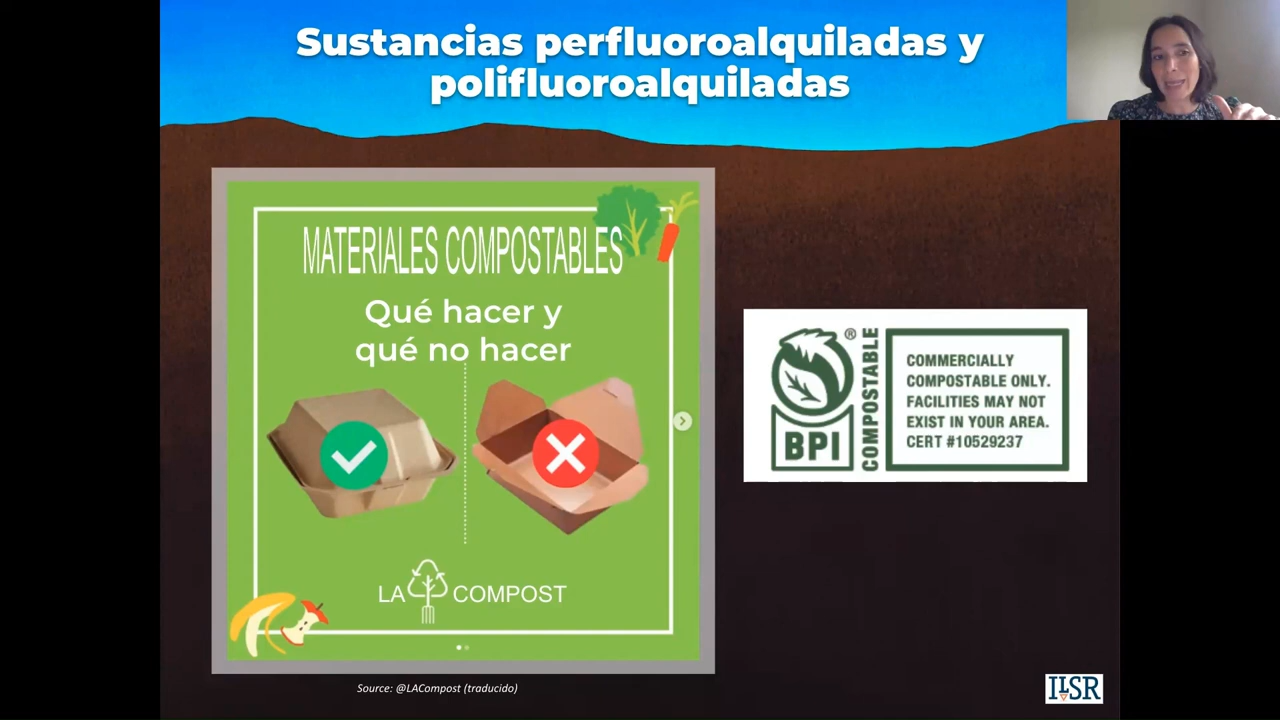 Sustancias perfluoroalquiladas y
polifluoroalquiladas
MATERIALES COMPOSTABLES
Qué hacer y
qué no hacer
LA COMPOST
Source: @LACompost (traducido)
BPI
®
COMPOSTABLE
COMMERCIALLY
COMPOSTABLE ONLY.
FACILITIES MAY NOT
EXIST IN YOUR AREA.
CERT #10529237
ILSR